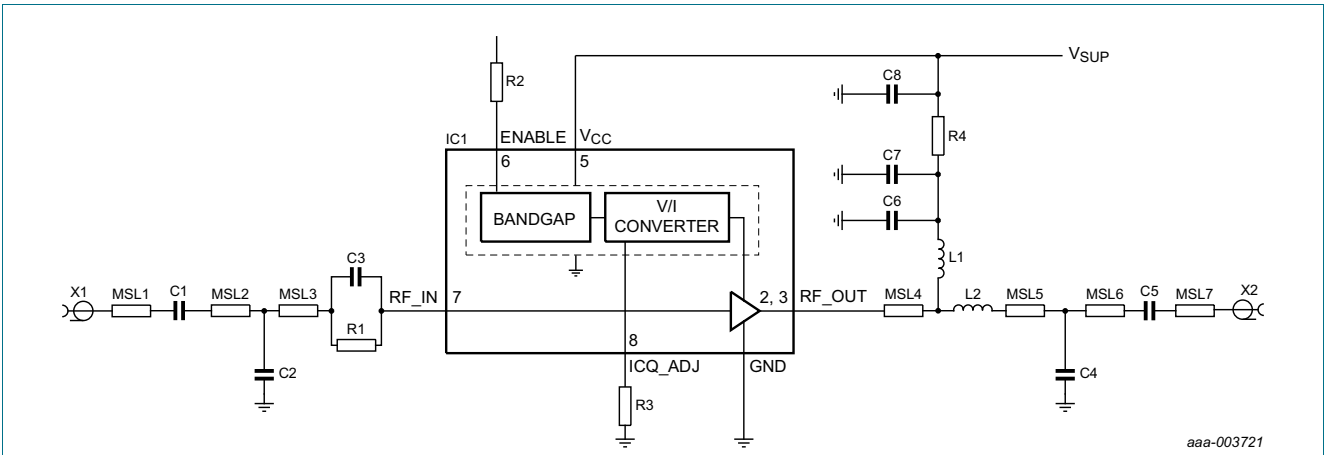 VSUP
C8
R2
R4
IC1 ENABLE VCC
6 5
C7
BANDGAP
V/I
CONVERTER
C6
L1
C3
X1 MSL1 C1 MSL2 MSL3 RF_IN 7 2, 3 RF_OUT MSL4 L2 MSL5 MSL6 C5 MSL7 X2
R1
8
ICQ_ADJ GND
C2 C4
R3
aaa-003721